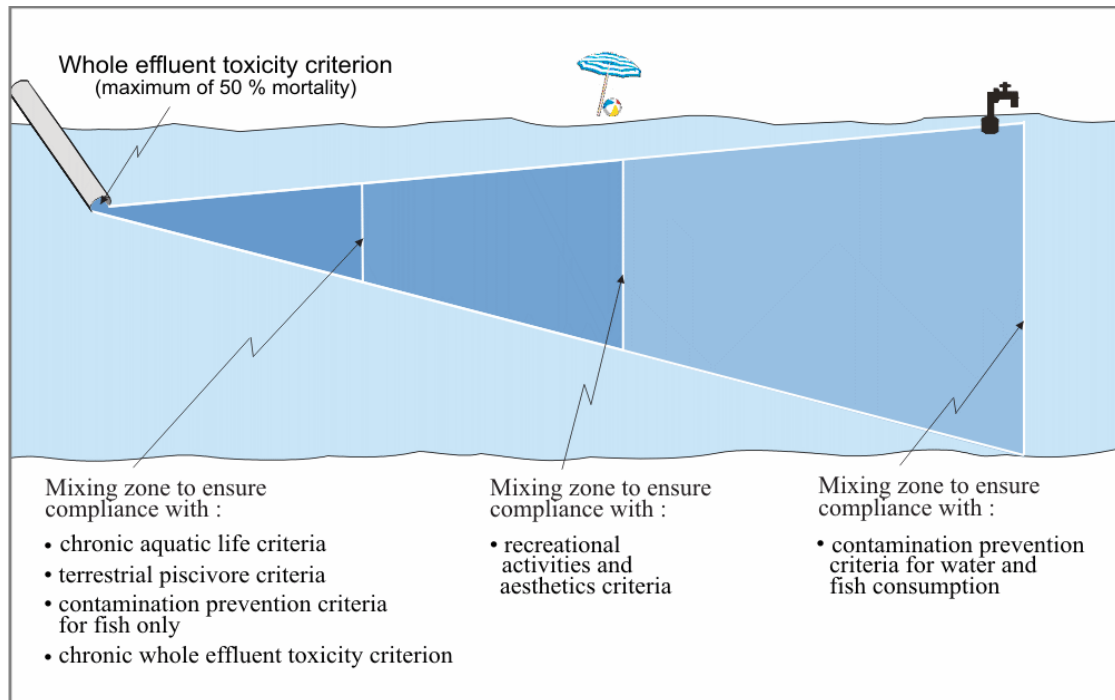 Whole effluent toxicity criterion
(maximum of 50 % mortality)
Mixing zone to ensure
compliance with :
• chronic aquatic life criteria
• terrestrial piscivore criteria
• contamination prevention criteria
for fish only
• chronic whole effluent toxicity criterion
Mixing zone to ensure
compliance with :
• recreational
activities and
aesthetics criteria
Mixing zone to ensure
compliance with :
• contamination prevention
criteria for water and
fish consumption